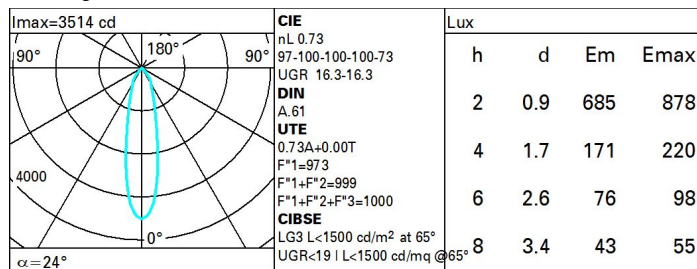 Imax=3514 cd
90°
180°
90°
4000
0°
α=24°
CIE
nL 0.73
97-100-100-100-73
UGR 16.3-16.3
DIN
A.61
UTE
0.73A+0.00T
F"1=973
F"1+F"2=999
F"1+F"2+F"3=1000
CIBSE
LG3 L<1500 cd/m² at 65°
UGR<19 | L<1500 cd/mq @65°
Lux
h d Em Emax
2 0.9 685 878
4 1.7 171 220
6 2.6 76 98
8 3.4 43 55